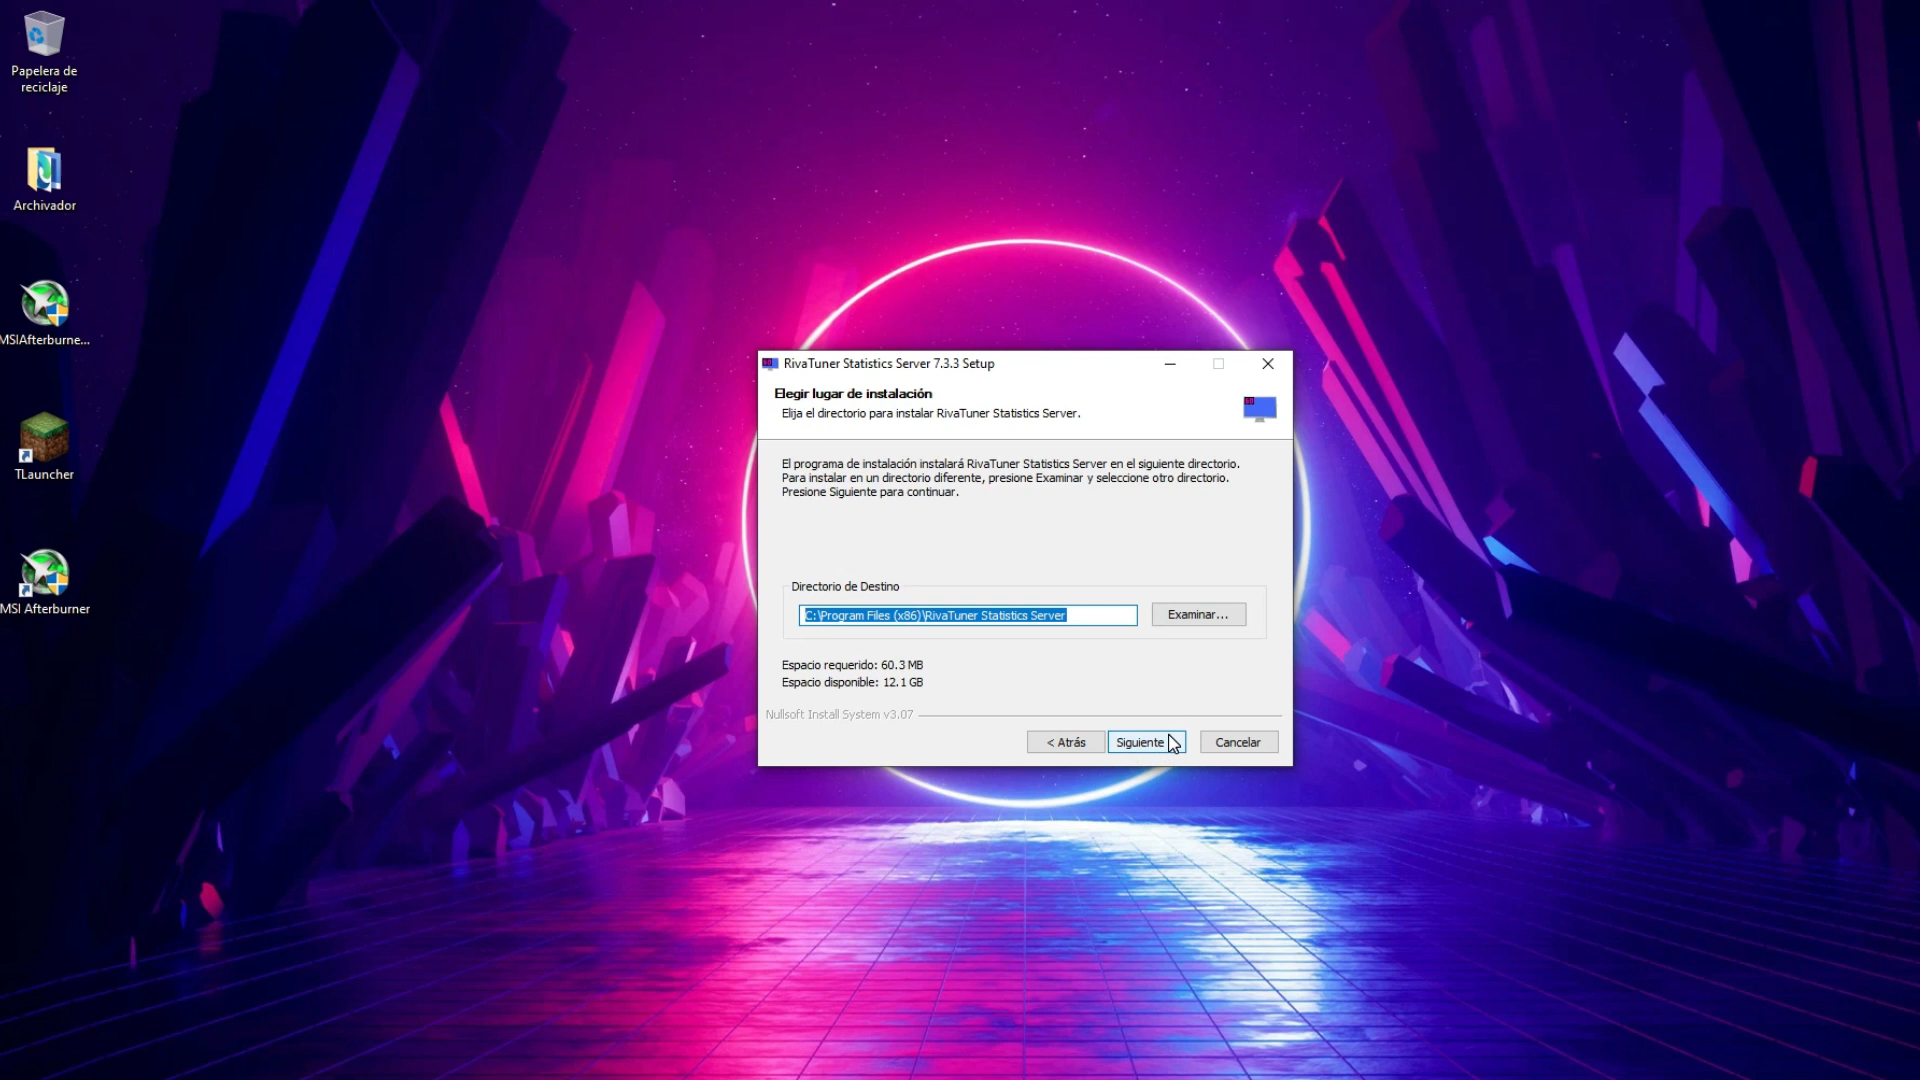 Papelera de
reciclaje
Archivador
MSIAfterburne...
TLauncher
MSI Afterburner
RivaTuner Statistics Server 7.3.3 Setup
Elegir lugar de instalación
Elija el directorio para instalar RivaTuner Statistics Server.
El programa de instalación instalará RivaTuner Statistics Server en el siguiente directorio.
Para instalar en un directorio diferente, presione Examinar y seleccione otro directorio.
Presione Siguiente para continuar.
Directorio de Destino
C:\Program Files (x86)\RivaTuner Statistics Server
Examinar...
Espacio requerido: 60.3 MB
Espacio disponible: 12.1 GB
Nullsoft Install System v3.07
< Atrás
Siguiente
Cancelar